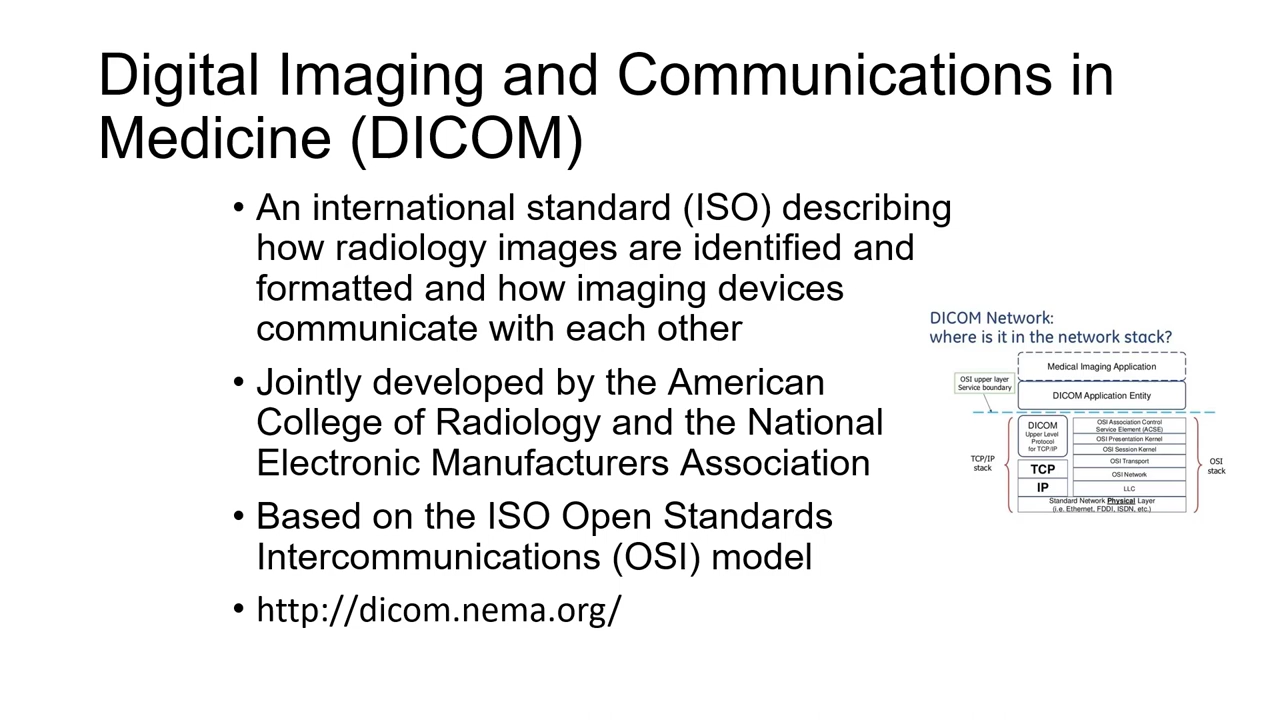 Digital Imaging and Communications in
Medicine (DICOM)
• An international standard (ISO) describing
how radiology images are identified and
formatted and how imaging devices
communicate with each other
• Jointly developed by the American
College of Radiology and the National
Electronic Manufacturers Association
• Based on the ISO Open Standards
Intercommunications (OSI) model
• http://dicom.nema.org/
DICOM Network:
where is it in the network stack?
Medical Imaging Application
OSI upper layer
Service boundary
DICOM Application Entity
DICOM
Upper Level
Protocol
for TCP/IP
TCP
IP
OSI Association Control
Service Element (ACSE)
OSI Presentation Kernel
OSI Session Kernel
OSI Transport
OSI Network
LLC
Standard Network Physical Layer
(i.e. Ethernet, FDDI, ISDN, etc.)
TCP/IP
stack
OSI
stack